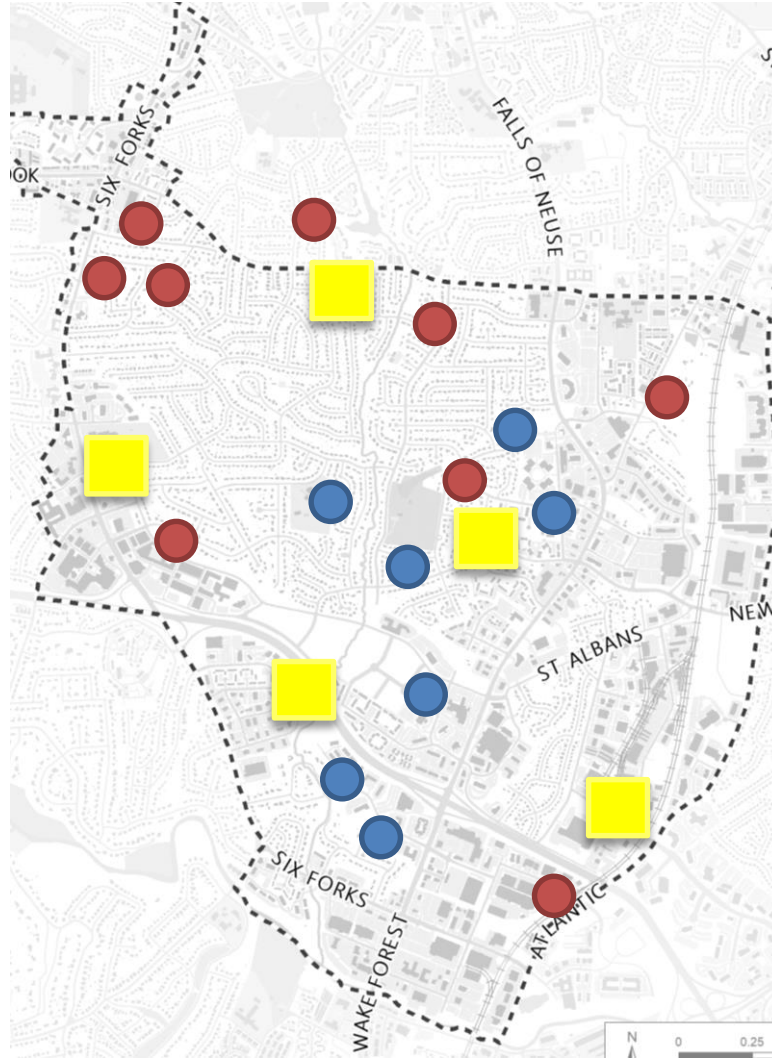 SIX FORKS
FALLS OF NEUSE
OOK
NEW
ST ALBANS
SIX FORKS
ATLANTIC
WAKE FOREST
N
0 0.25